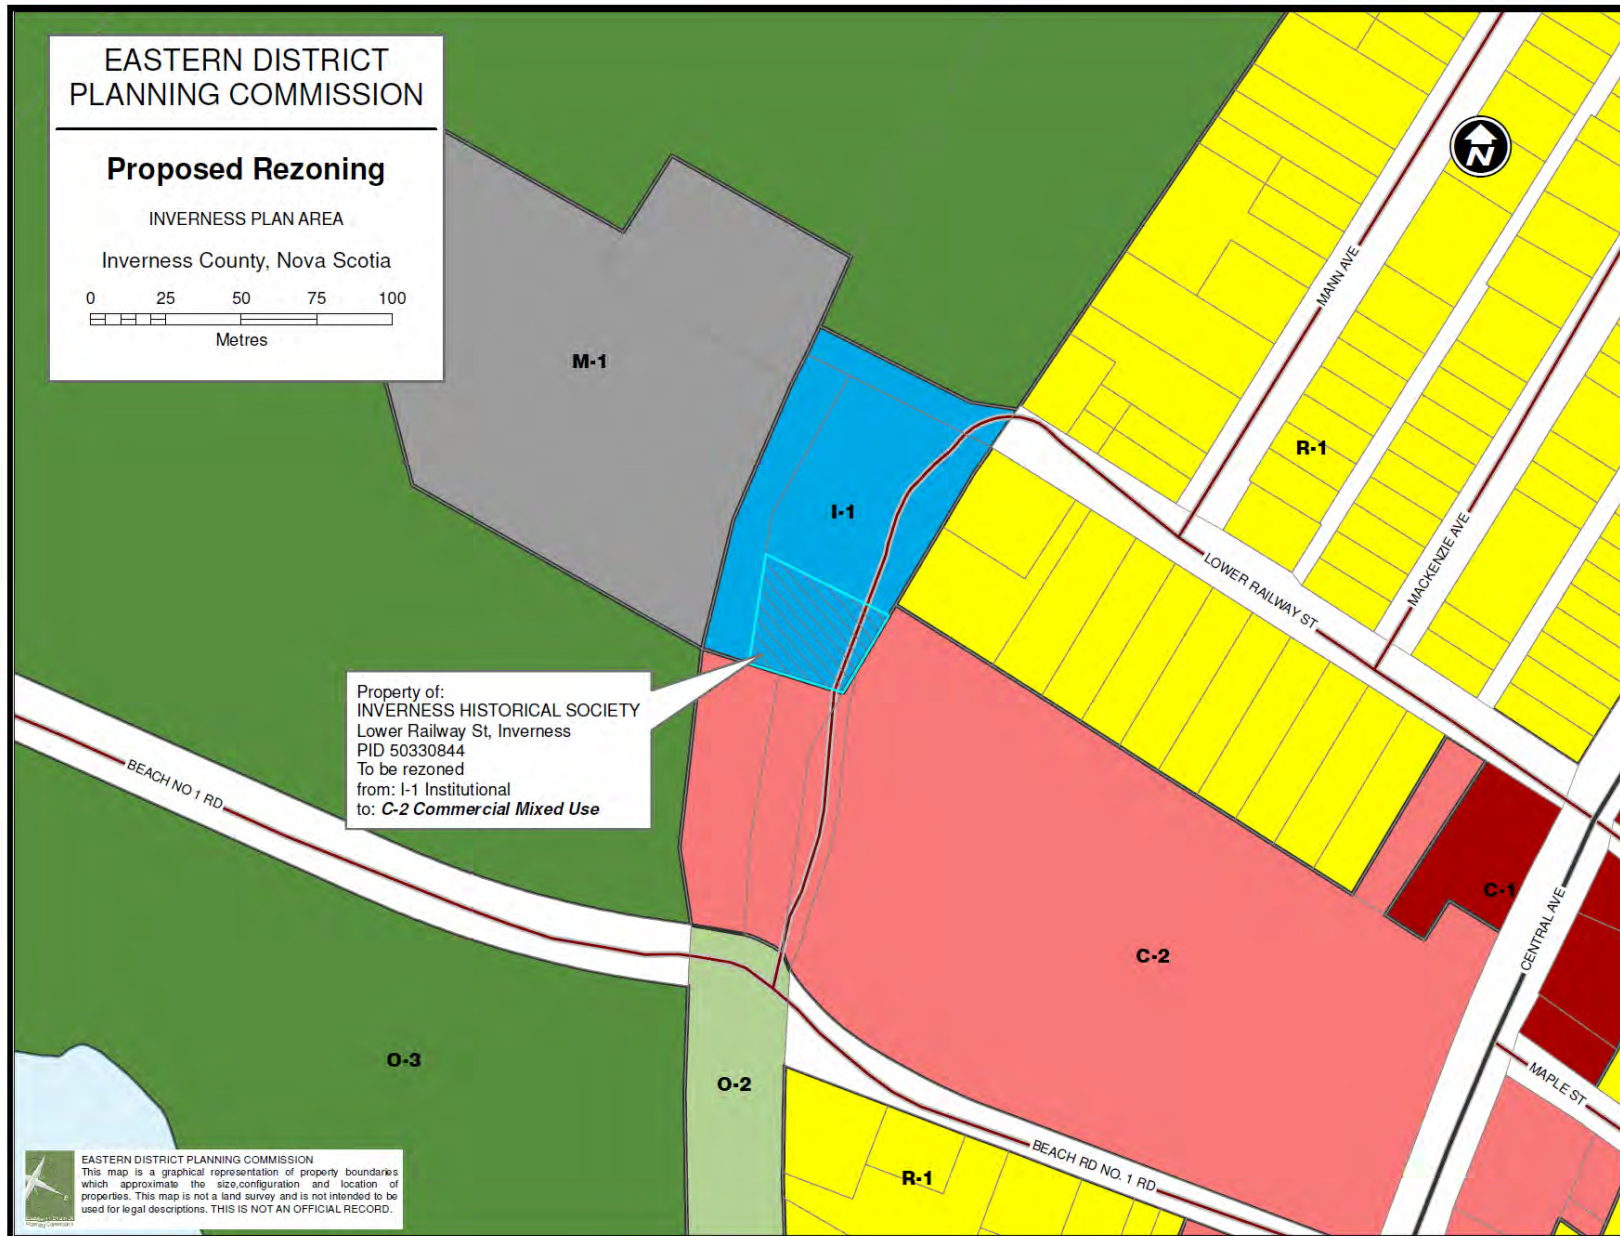 EASTERN DISTRICT
PLANNING COMMISSION
Proposed Rezoning
INVERNESS PLAN AREA
Inverness County, Nova Scotia
0 25 50 75 100
Metres
N
M-1
I-1
R-1
MANN AVE
MACKENZIE AVE
LOWER RAILWAY ST
Property of:
INVERNESS HISTORICAL SOCIETY
Lower Railway St, Inverness
PID 50330844
To be rezoned
from: I-1 Institutional
to: C-2 Commercial Mixed Use
BEACH NO 1 RD
C-1
C-2
CENTRAL AVE
O-3
O-2
MAPLE ST
R-1
BEACH RD NO. 1 RD
EASTERN DISTRICT PLANNING COMMISSION
This map is a graphical representation of property boundaries
which approximate the size,configuration and location of
properties. This map is not a land survey and is not intended to be
used for legal descriptions. THIS IS NOT AN OFFICIAL RECORD.